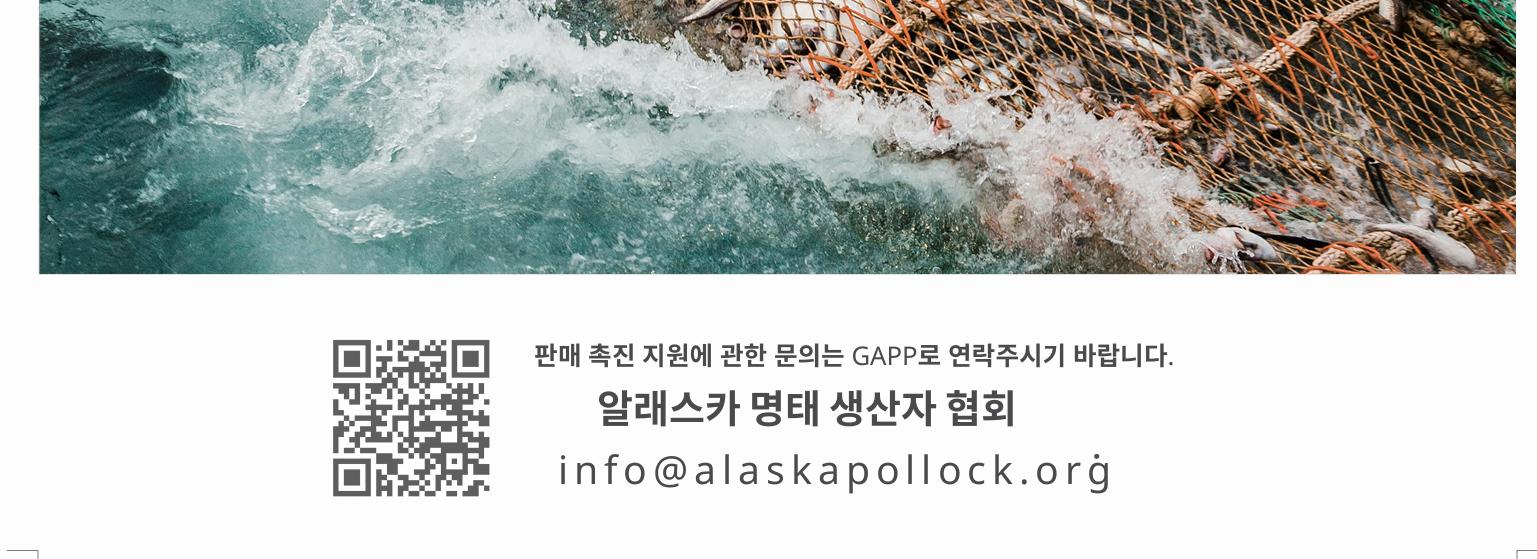 판매 촉진 지원에 관한 문의는 GAPP로 연락주시기 바랍니다.
알래스카 명태 생산자 협회
info@alaskapollock.orġ